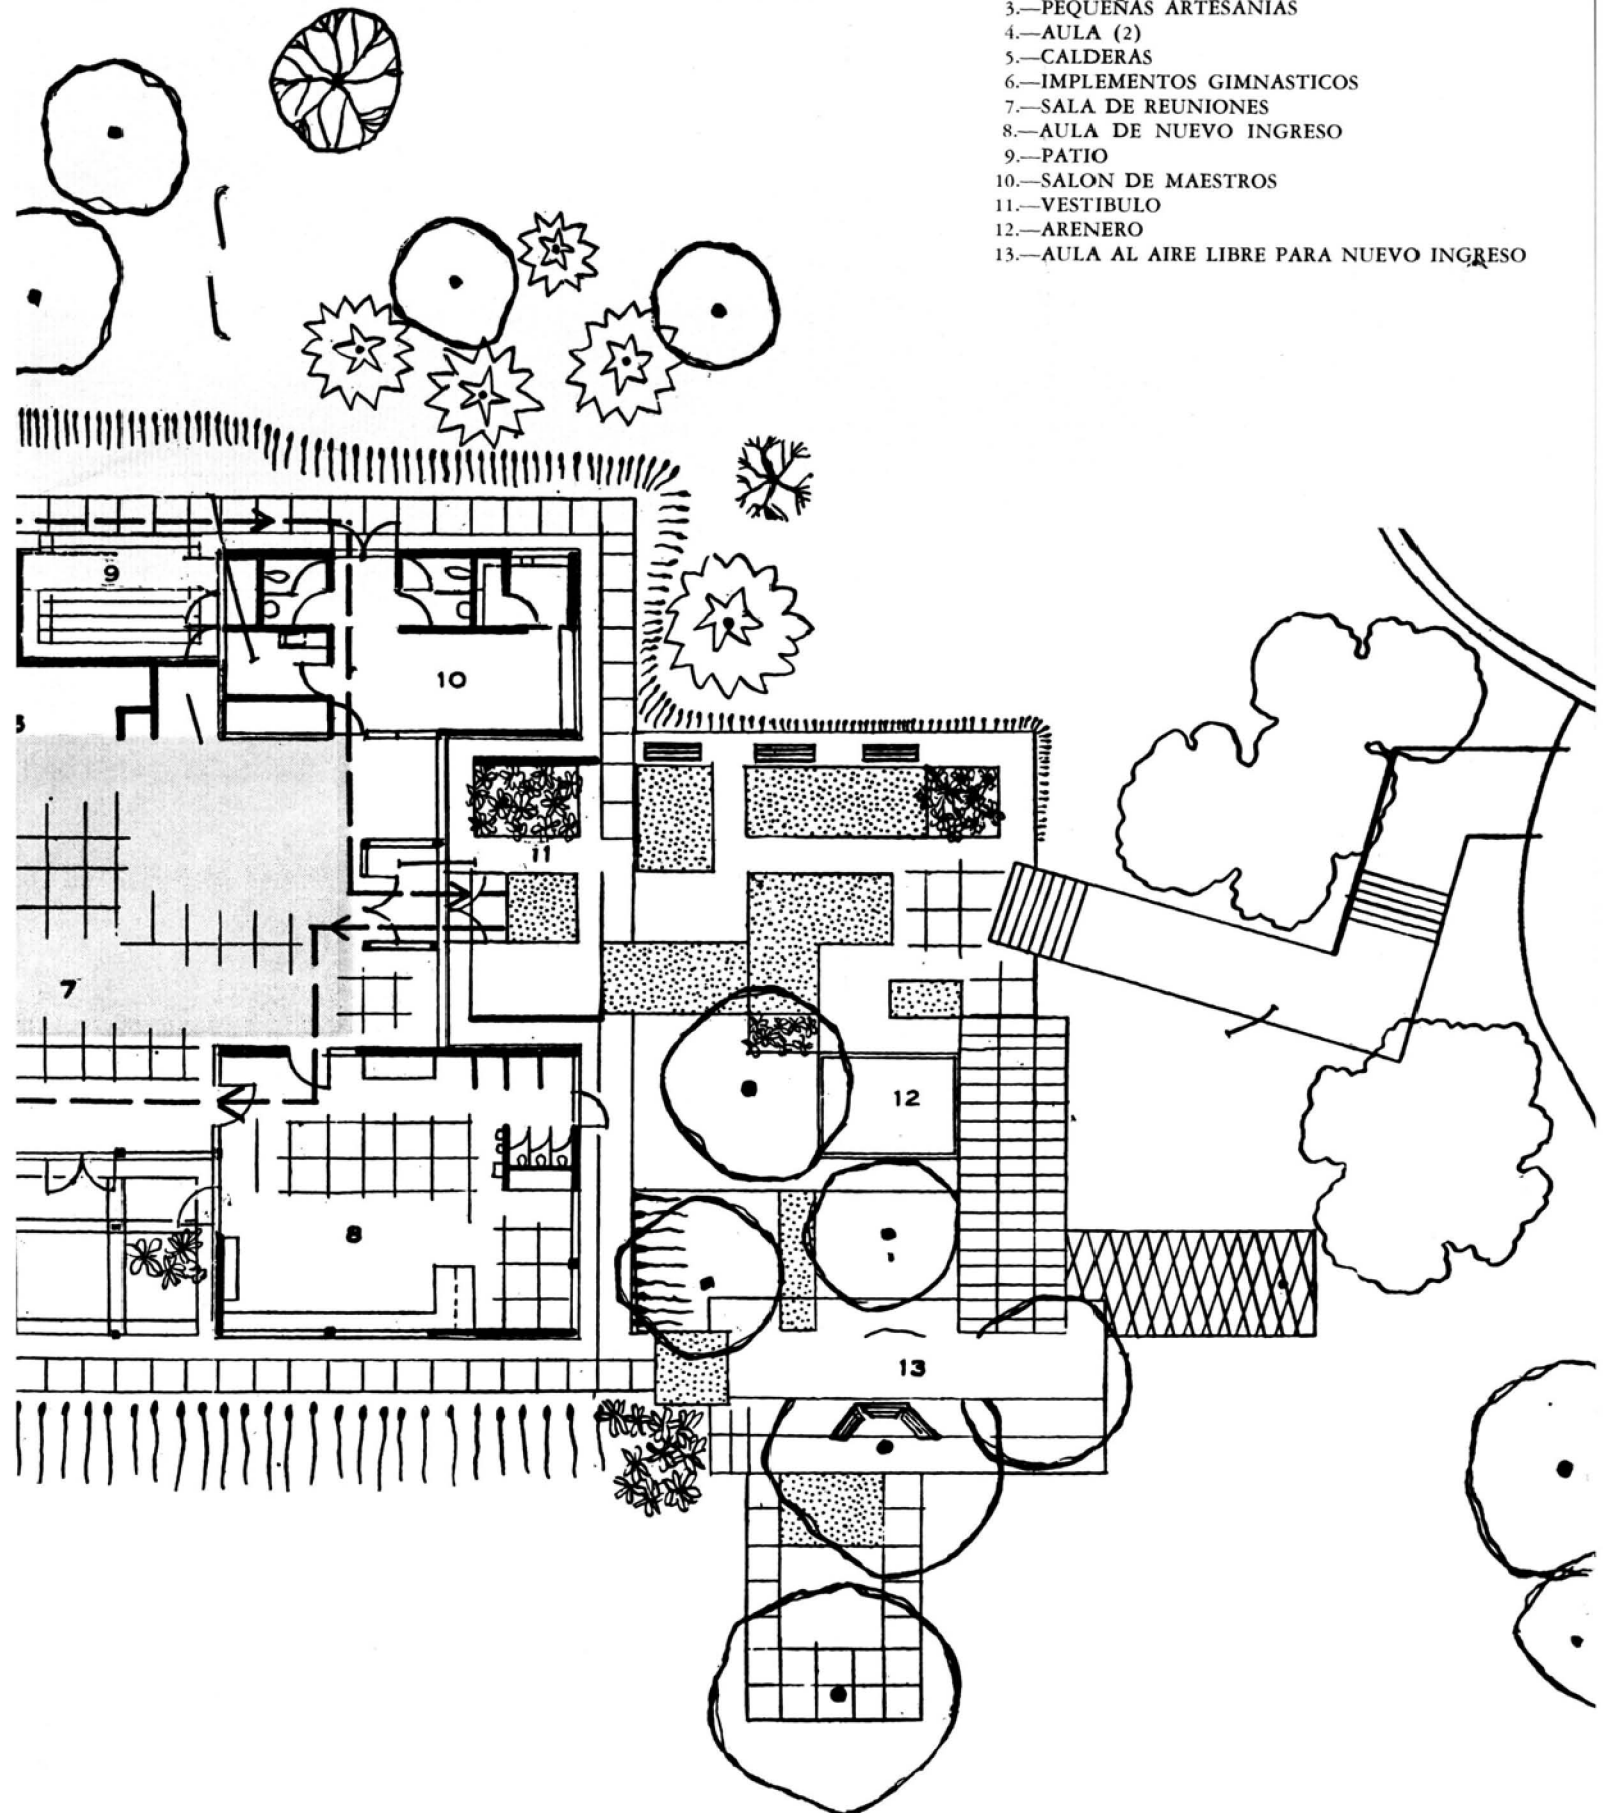 3.—PEQUEÑAS ARTESANIAS
4.—AULA (2)
5.—CALDERAS
6.—IMPLEMENTOS GIMNASTICOS
7.—SALA DE REUNIONES
8.—AULA DE NUEVO INGRESO
9.—PATIO
10.—SALON DE MAESTROS
11.—VESTIBULO
12.—ARENERO
13.—AULA AL AIRE LIBRE PARA NUEVO INGRESO
9
10
11
7
12
8
13